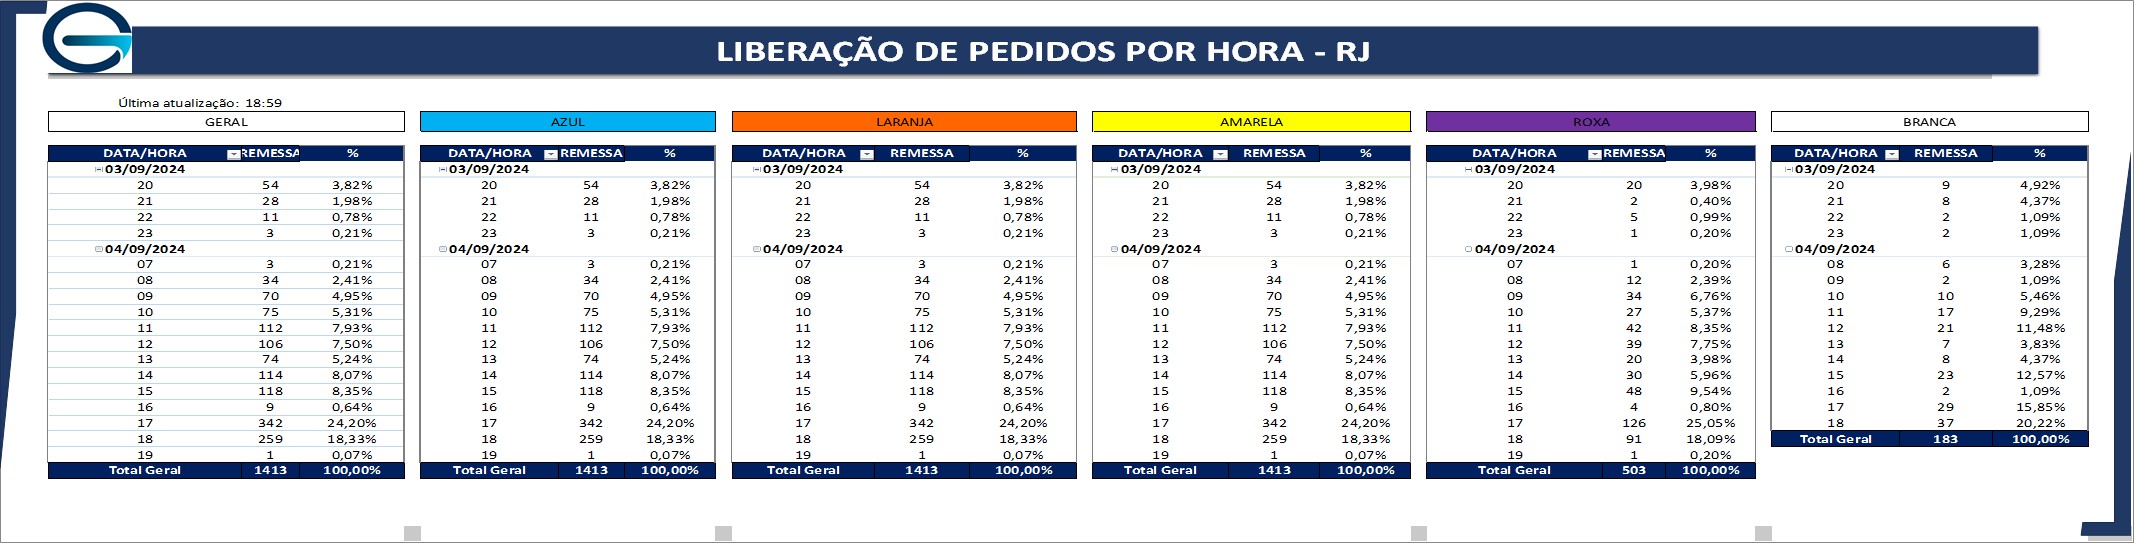 LIBERAÇÃO DE PEDIDOS POR HORA - RJ
Última atualização: 18:59
GERAL AZUL LARANJA AMARELA ROXA BRANCA
DATA/HORA REMESSA % DATA/HORA REMESSA % DATA/HORA REMESSA % DATA/HORA REMESSA % DATA/HORA REMESSA % DATA/HORA REMESSA %
03/09/2024 03/09/2024 03/09/2024 03/09/2024 03/09/2024 03/09/2024
20 54 3,82% 20 54 3,82% 20 54 3,82% 20 54 3,82% 20 20 3,98% 20 9 4,92%
21 28 1,98% 21 28 1,98% 21 28 1,98% 21 28 1,98% 21 2 0,40% 21 8 4,37%
22 11 0,78% 22 11 0,78% 22 11 0,78% 22 11 0,78% 22 5 0,99% 22 2 1,09%
23 3 0,21% 23 3 0,21% 23 3 0,21% 23 3 0,21% 23 1 0,20% 23 2 1,09%
04/09/2024 04/09/2024 04/09/2024 04/09/2024 04/09/2024 04/09/2024
07 3 0,21% 07 3 0,21% 07 3 0,21% 07 3 0,21% 07 1 0,20% 08 6 3,28%
08 34 2,41% 08 34 2,41% 08 34 2,41% 08 34 2,41% 08 12 2,39% 09 2 1,09%
09 70 4,95% 09 70 4,95% 09 70 4,95% 09 70 4,95% 09 34 6,76% 10 10 5,46%
10 75 5,31% 10 75 5,31% 10 75 5,31% 10 75 5,31% 10 27 5,37% 11 17 9,29%
11 112 7,93% 11 112 7,93% 11 112 7,93% 11 112 7,93% 11 42 8,35% 12 21 11,48%
12 106 7,50% 12 106 7,50% 12 106 7,50% 12 106 7,50% 12 39 7,75% 13 7 3,83%
13 74 5,24% 13 74 5,24% 13 74 5,24% 13 74 5,24% 13 20 3,98% 14 8 4,37%
14 114 8,07% 14 114 8,07% 14 114 8,07% 14 114 8,07% 14 30 5,96% 15 23 12,57%
15 118 8,35% 15 118 8,35% 15 118 8,35% 15 118 8,35% 15 48 9,54% 16 2 1,09%
16 9 0,64% 16 9 0,64% 16 9 0,64% 16 9 0,64% 16 4 0,80% 17 29 15,85%
17 342 24,20% 17 342 24,20% 17 342 24,20% 17 342 24,20% 17 126 25,05% 18 37 20,22%
18 259 18,33% 18 259 18,33% 18 259 18,33% 18 259 18,33% 18 91 18,09% Total Geral 183 100,00%
19 1 0,07% 19 1 0,07% 19 1 0,07% 19 1 0,07% 19 1 0,20%
Total Geral 1413 100,00% Total Geral 1413 100,00% Total Geral 1413 100,00% Total Geral 1413 100,00% Total Geral 503 100,00%